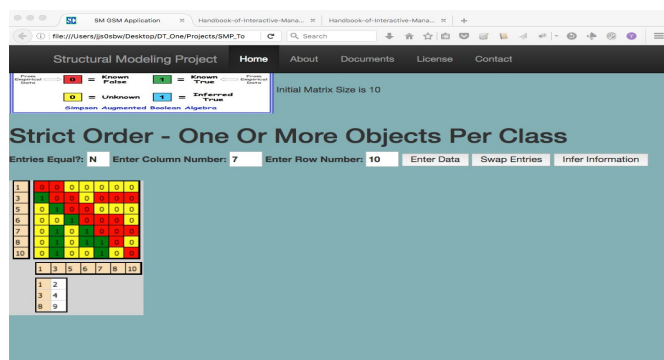 SM GSM Application
Handbook-of-Interactive-Mana...
Handbook-of-Interactive-Mana...
file:///Users/jjs0sbw/Desktop/DT_One/Projects/SMP_To
Search
Structural Modeling Project Home About Documents License Contact
From Empirical Data 0 = Known False 1 = Known True From Empirical Data
0 = Unknown 1 = Inferred True
Simpson Augmented Boolean Algebra
Initial Matrix Size is 10
Strict Order - One Or More Objects Per Class
Entries Equal?: N Enter Column Number: 7 Enter Row Number: 10 Enter Data Swap Entries Infer Information
1 0 0 0 0 0 0 0
3 1 0 0 0 0 0 0
5 0 1 0 0 0 0 0
6 0 0 1 0 0 0 0
7 0 1 0 1 0 0 0
8 0 1 0 1 1 0 0
10 0 1 0 0 1 0 0
1 3 5 6 7 8 10
1 2
3 4
8 9